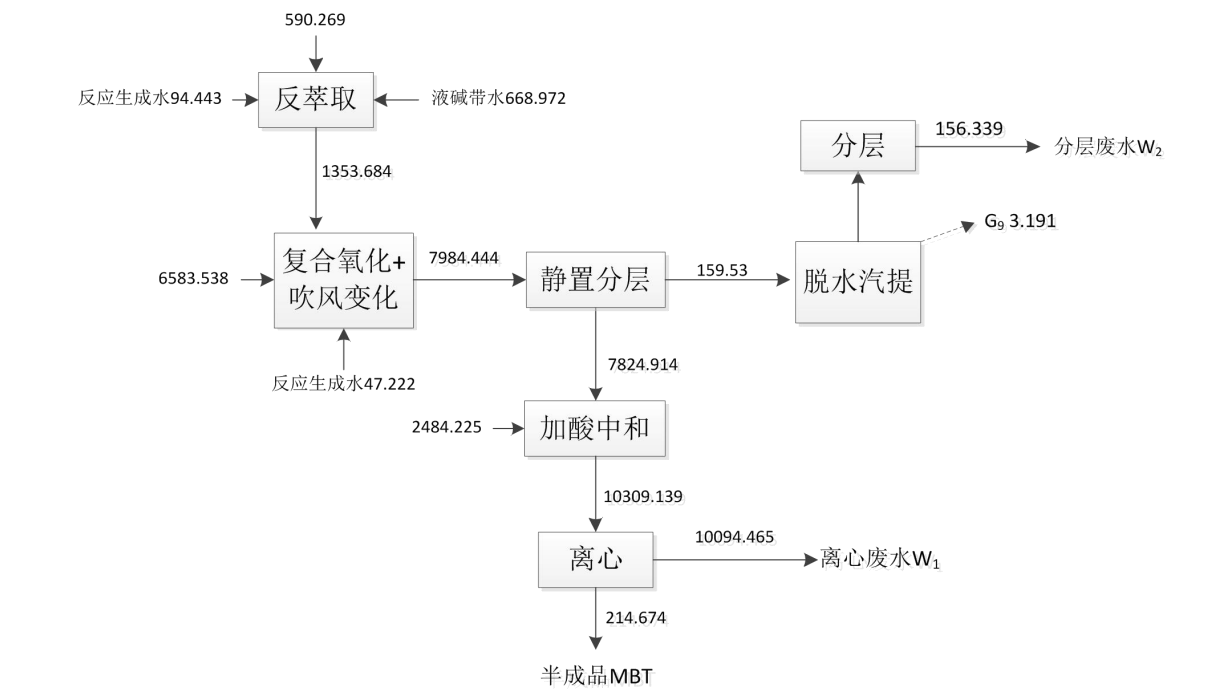 590.269
反应生成水94.443
反萃取
液碱带水668.972
1353.684
分层
156.339
分层废水W₂
G₉ 3.191
6583.538
复合氧化+
吹风变化
7984.444
静置分层
159.53
脱水汽提
反应生成水47.222
7824.914
2484.225
加酸中和
10309.139
离心
10094.465
离心废水W₁
214.674
半成品MBT